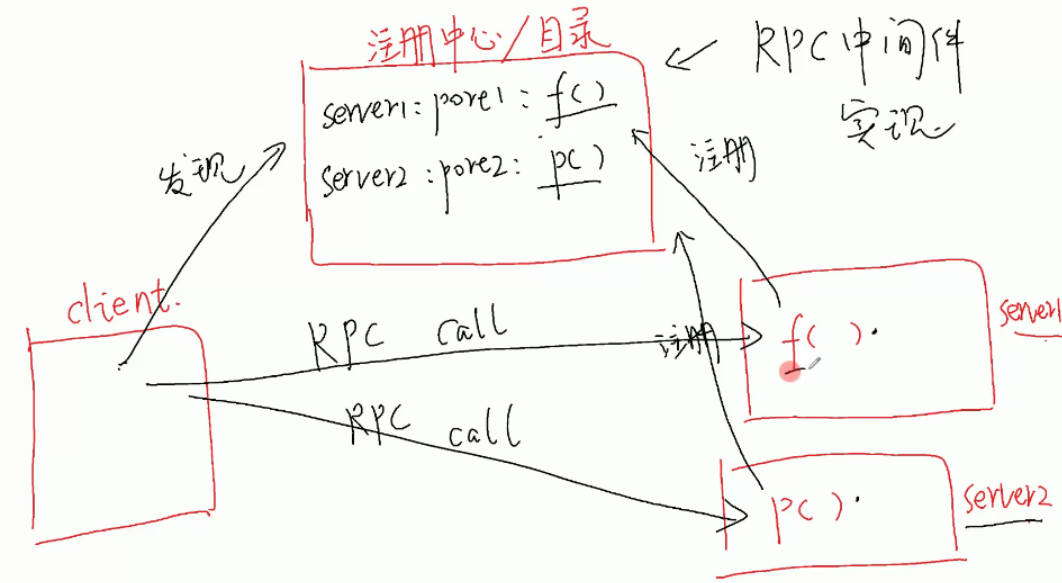 注册中心/目录
RPC中间件
实现
server1: pore1: f()
server2: pore2: p()
发现
注册
client.
RPC call
注册
f( ).
server1
RPC call
p( ).
server2